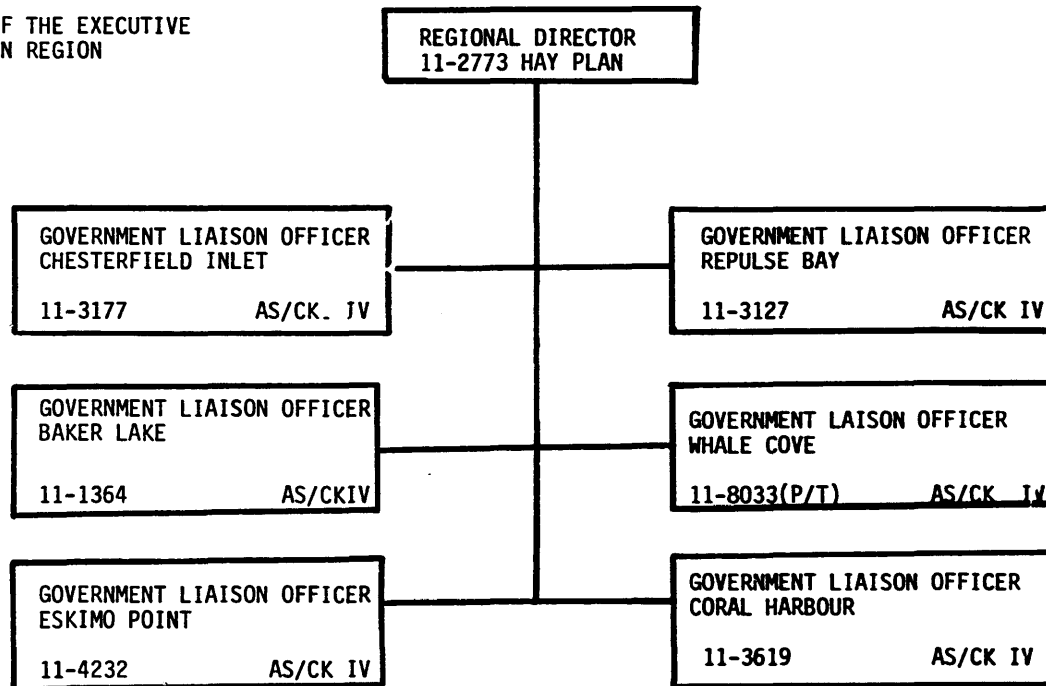 F THE EXECUTIVE
N REGION
REGIONAL DIRECTOR
11-2773 HAY PLAN
GOVERNMENT LIAISON OFFICER
CHESTERFIELD INLET
11-3177 AS/CK. IV
GOVERNMENT LIAISON OFFICER
REPULSE BAY
11-3127 AS/CK IV
GOVERNMENT LIAISON OFFICER
BAKER LAKE
11-1364 AS/CKIV
GOVERNMENT LAISON OFFICER
WHALE COVE
11-8033(P/T) AS/CK IV
GOVERNMENT LIAISON OFFICER
ESKIMO POINT
11-4232 AS/CK IV
GOVERNMENT LIAISON OFFICER
CORAL HARBOUR
11-3619 AS/CK IV